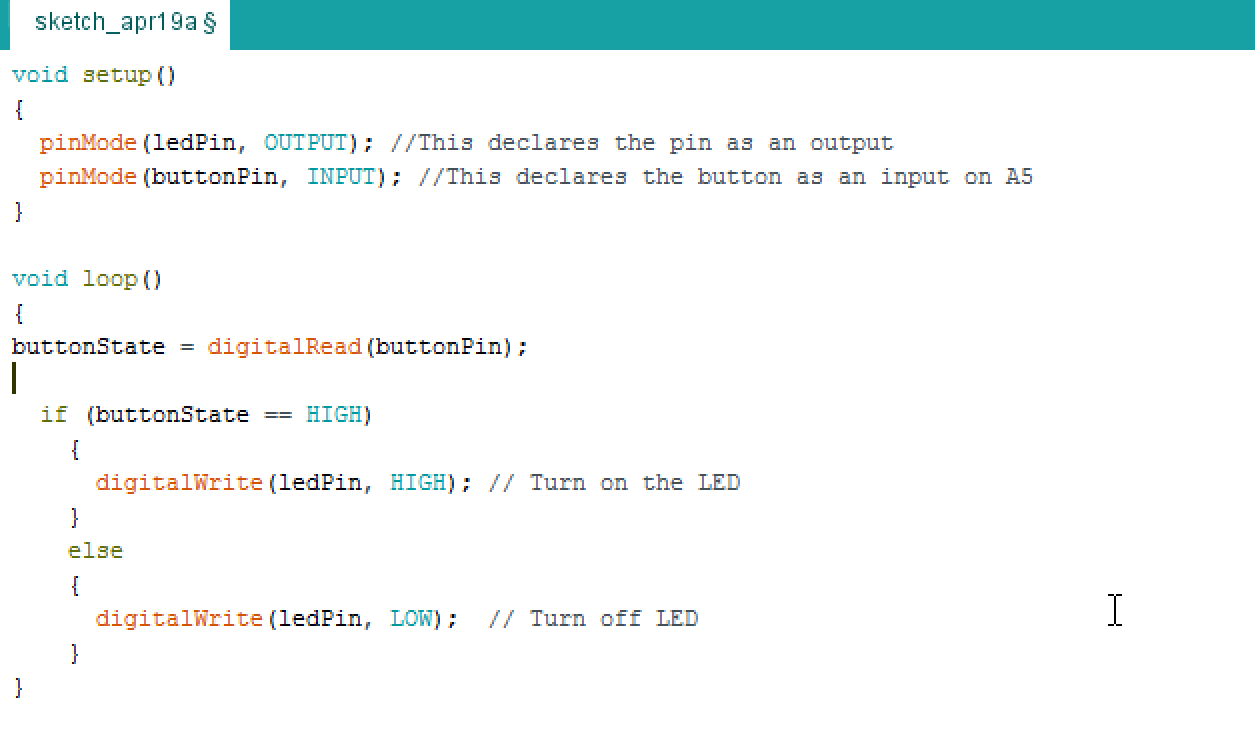 sketch_apr19a §
void setup()
{
  pinMode(ledPin, OUTPUT); //This declares the pin as an output
  pinMode(buttonPin, INPUT); //This declares the button as an input on A5
}
void loop()
{
buttonState = digitalRead(buttonPin);
  if (buttonState == HIGH)
    {
      digitalWrite(ledPin, HIGH); // Turn on the LED
    }
    else
    {
      digitalWrite(ledPin, LOW);  // Turn off LED
    }
}